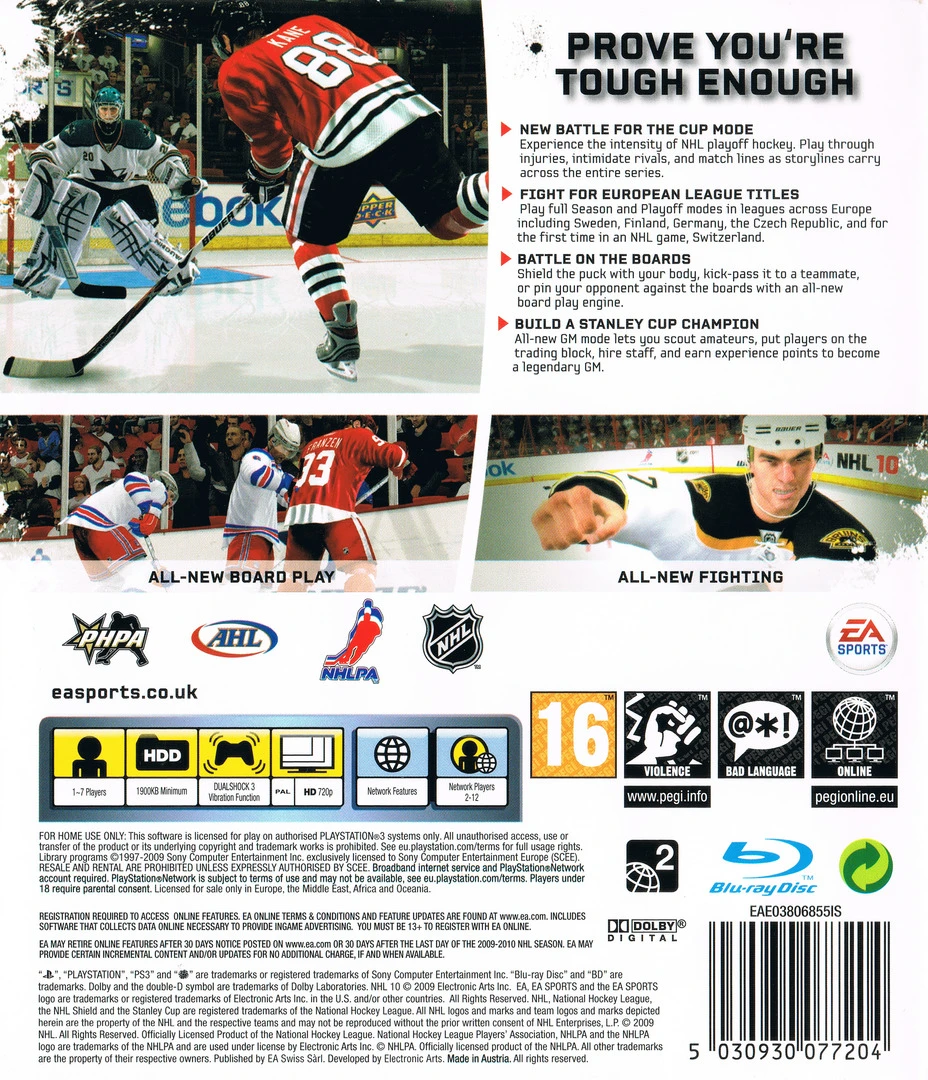 KANE
88
20
RTS
ebok
UPPER
DECK
BAUER
PROVE YOU'RE
TOUGH ENOUGH
NEW BATTLE FOR THE CUP MODE
Experience the intensity of NHL playoff hockey. Play through
injuries, intimidate rivals, and match lines as storylines carry
across the entire series.
FIGHT FOR EUROPEAN LEAGUE TITLES
Play full Season and Playoff modes in leagues across Europe
including Sweden, Finland, Germany, the Czech Republic, and for
the first time in an NHL game, Switzerland.
BATTLE ON THE BOARDS
Shield the puck with your body, kick-pass it to a teammate,
or pin your opponent against the boards with an all-new
board play engine.
BUILD A STANLEY CUP CHAMPION
All-new GM mode lets you scout amateurs, put players on the
trading block, hire staff, and earn experience points to become
a legendary GM.
FRANZEN
93
ALL-NEW BOARD PLAY
ok
BAUER
NHL 10
7
ALL-NEW FIGHTING
PHPA
AHL
NHLPA
NHL
EA
SPORTS
easports.co.uk
1-7 Players
HDD
1900KB Minimum
DUALSHOCK 3
Vibration Function
PAL
HD 720p
Network Features
Network Players
2-12
16
VIOLENCE
@*!
BAD LANGUAGE
ONLINE
www.pegi.info
pegionline.eu
FOR HOME USE ONLY: This software is licensed for play on authorised PLAYSTATION®3 systems only. All unauthorised access, use or
transfer of the product or its underlying copyright and trademark works is prohibited. See eu.playstation.com/terms for full usage rights.
Library programs ©1997-2009 Sony Computer Entertainment Inc. exclusively licensed to Sony Computer Entertainment Europe (SCEE).
RESALE AND RENTAL ARE PROHIBITED UNLESS EXPRESSLY AUTHORISED BY SCEE. Broadband internet service and PlayStation®Network
account required. PlayStation®Network is subject to terms of use and may not be available, see eu.playstation.com/terms. Players under
18 require parental consent. Licensed for sale only in Europe, the Middle East, Africa and Oceania.
2
Blu-ray Disc
REGISTRATION REQUIRED TO ACCESS ONLINE FEATURES. EA ONLINE TERMS & CONDITIONS AND FEATURE UPDATES ARE FOUND AT www.ea.com. INCLUDES
SOFTWARE THAT COLLECTS DATA ONLINE NECESSARY TO PROVIDE INGAME ADVERTISING. YOU MUST BE 13+ TO REGISTER WITH EA ONLINE.
EA MAY RETIRE ONLINE FEATURES AFTER 30 DAYS NOTICE POSTED ON www.ea.com OR 30 DAYS AFTER THE LAST DAY OF THE 2009-2010 NHL SEASON. EA MAY
PROVIDE CERTAIN INCREMENTAL CONTENT AND/OR UPDATES FOR NO ADDITIONAL CHARGE, IF AND WHEN AVAILABLE.
DOLBY®
DIGITAL
EAE03806855IS
"", "PLAYSTATION", "PS3" and "" are trademarks or registered trademarks of Sony Computer Entertainment Inc. "Blu-ray Disc" and "BD" are
trademarks. Dolby and the double-D symbol are trademarks of Dolby Laboratories. NHL 10 © 2009 Electronic Arts Inc. EA, EA SPORTS and the EA SPORTS
logo are trademarks or registered trademarks of Electronic Arts Inc. in the U.S. and/or other countries. All Rights Reserved. NHL, National Hockey League,
the NHL Shield and the Stanley Cup are registered trademarks of the National Hockey League. All NHL logos and marks and team logos and marks depicted
herein are the property of the NHL and the respective teams and may not be reproduced without the prior written consent of NHL Enterprises, L.P. © 2009
NHL. All Rights Reserved. Officially Licensed Product of the National Hockey League. National Hockey League Players' Association, NHLPA and the NHLPA
logo are trademarks of the NHLPA and are used under license by Electronic Arts Inc. © NHLPA. Officially licensed product of the NHLPA. All other trademarks
are the property of their respective owners. Published by EA Swiss Sàrl. Developed by Electronic Arts. Made in Austria. All rights reserved.
5 030930 077204